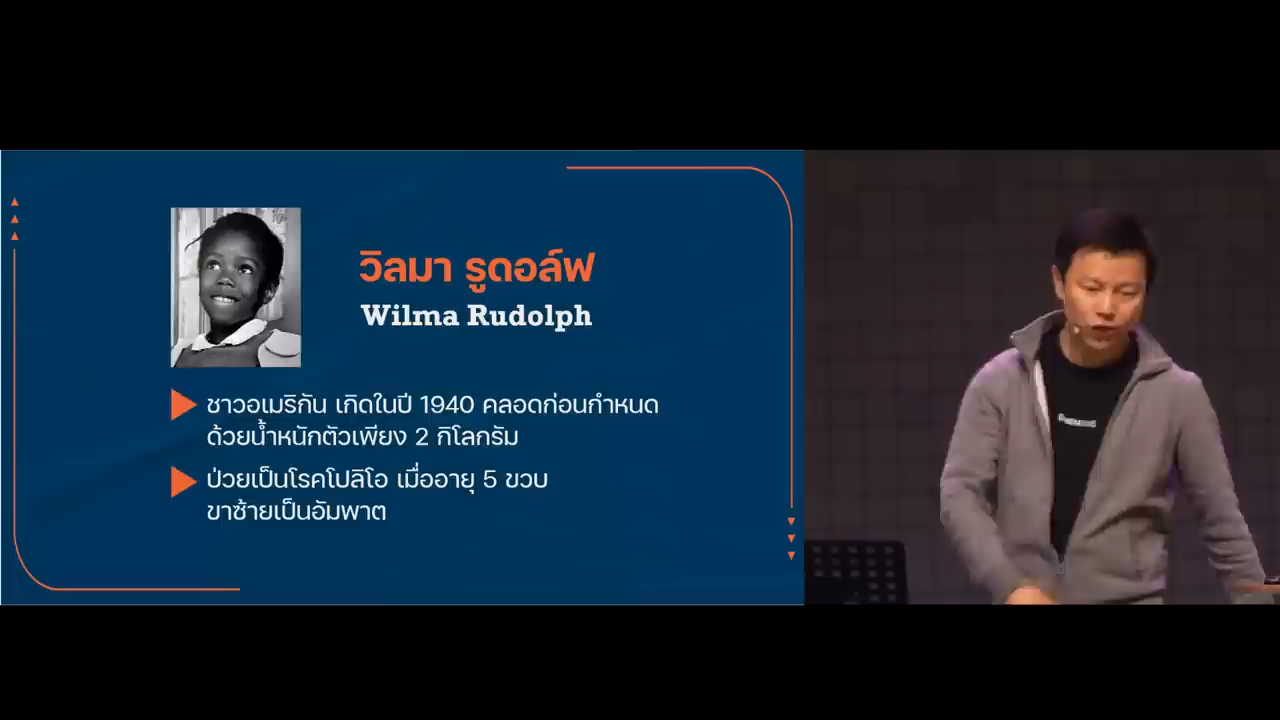 วิลมา รูดอล์ฟ
Wilma Rudolph
ชาวอเมริกัน เกิดในปี 1940 คลอดก่อนกำหนด
ด้วยน้ำหนักตัวเพียง 2 กิโลกรัม
ป่วยเป็นโรคโปลิโอ เมื่ออายุ 5 ขวบ
ขาซ้ายเป็นอัมพาต